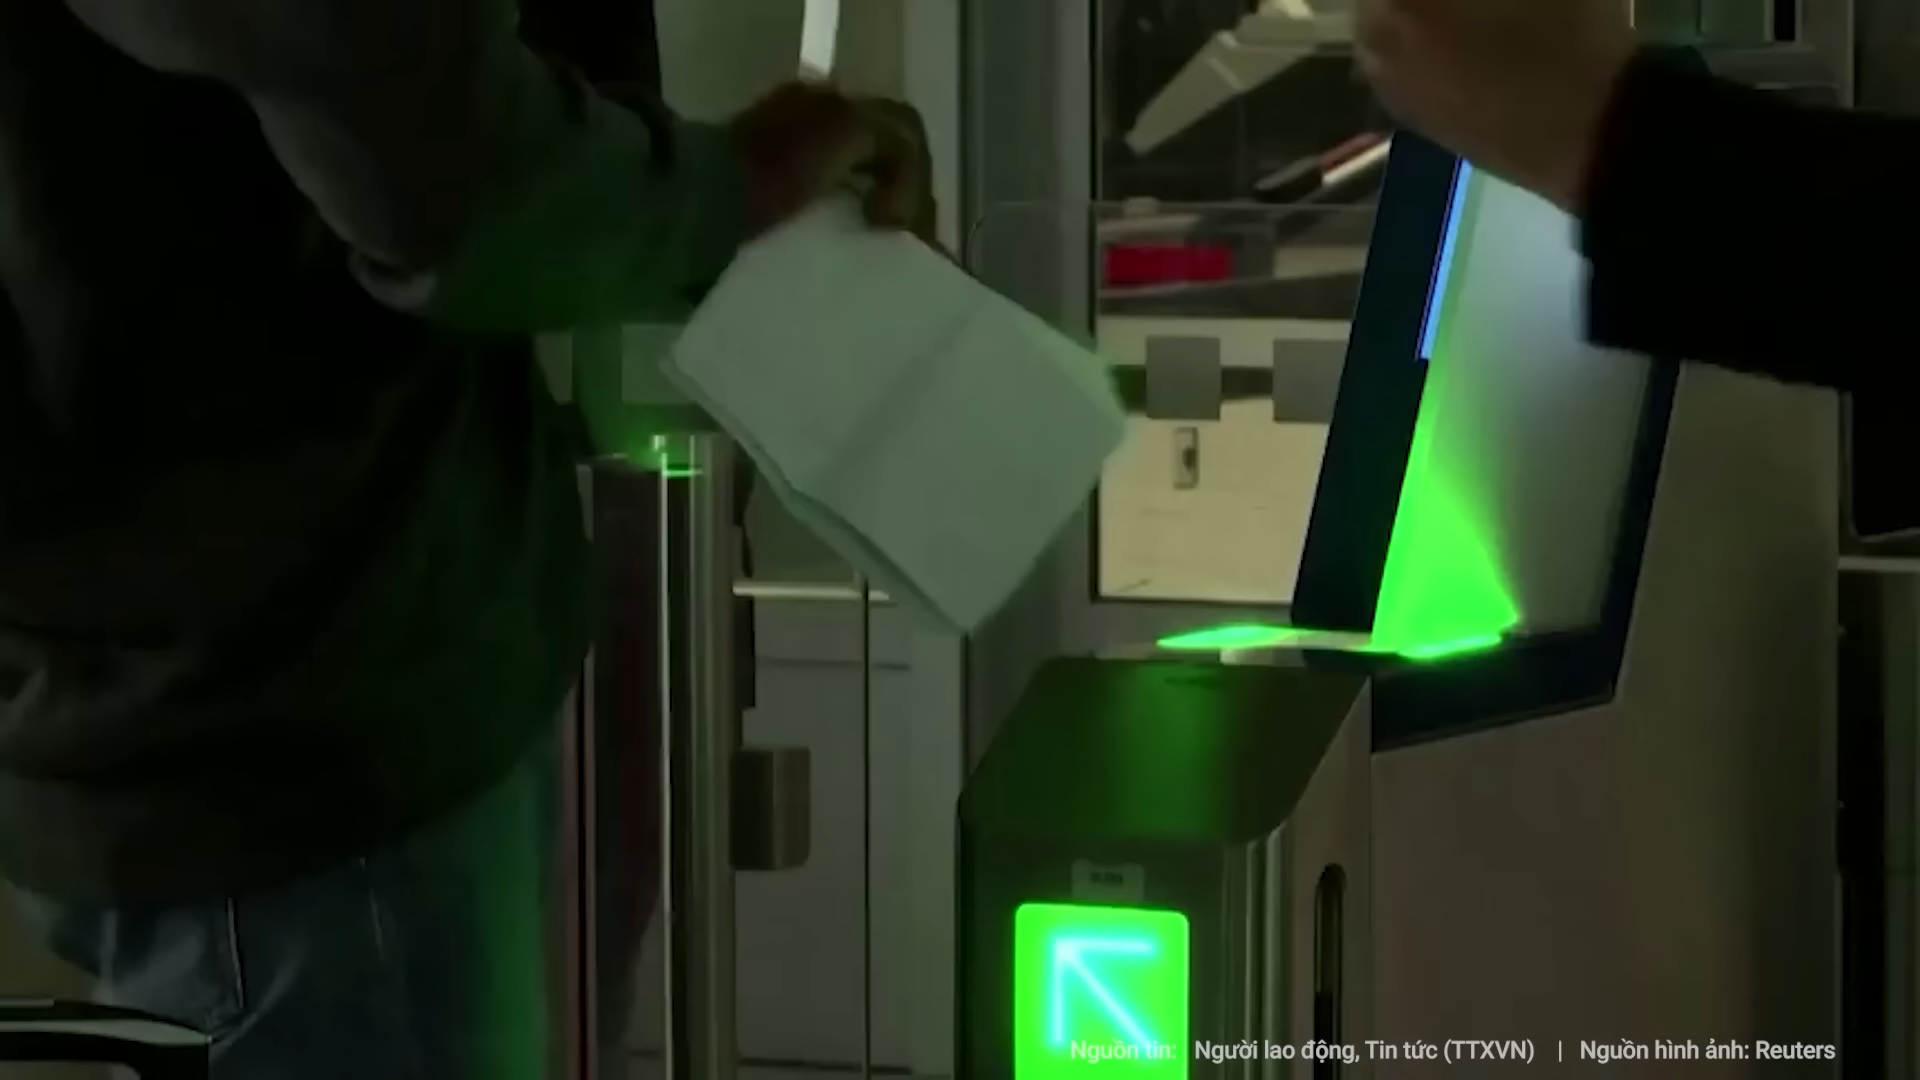 Nguồn tin: Người lao động, Tin tức (TTXVN) | Nguồn hình ảnh: Reuters